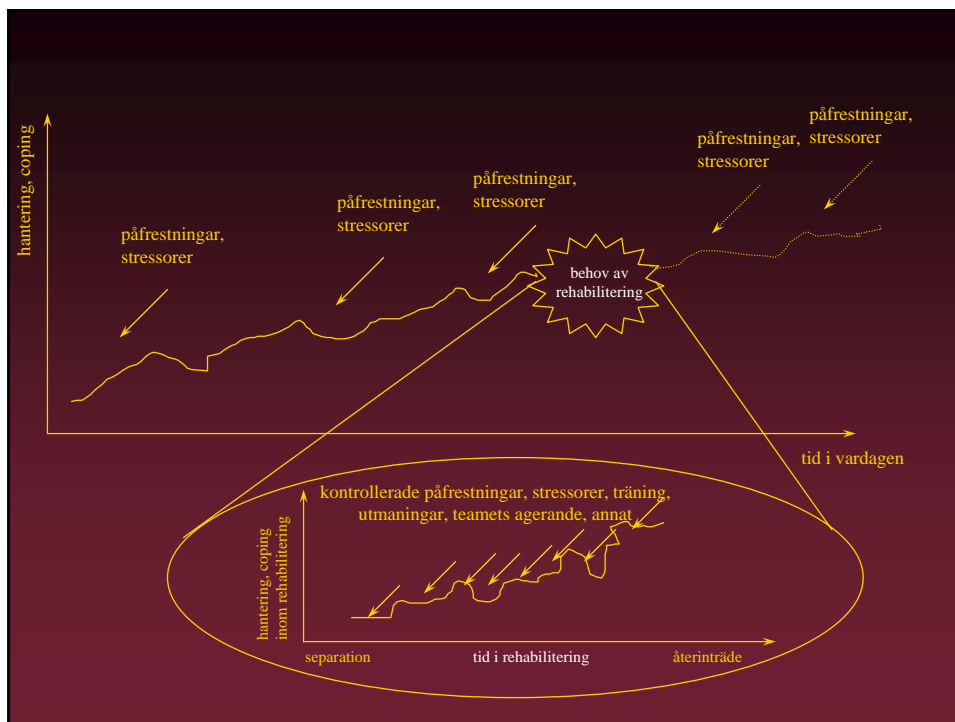 hantering, coping
påfrestningar,
stressorer
påfrestningar,
stressorer
påfrestningar,
stressorer
påfrestningar,
stressorer
påfrestningar,
stressorer
behov av
rehabilitering
tid i vardagen
kontrollerade påfrestningar, stressorer, träning,
utmaningar, teamets agerande, annat
hantering, coping
inom rehabilitering
separation
tid i rehabilitering
återinträde